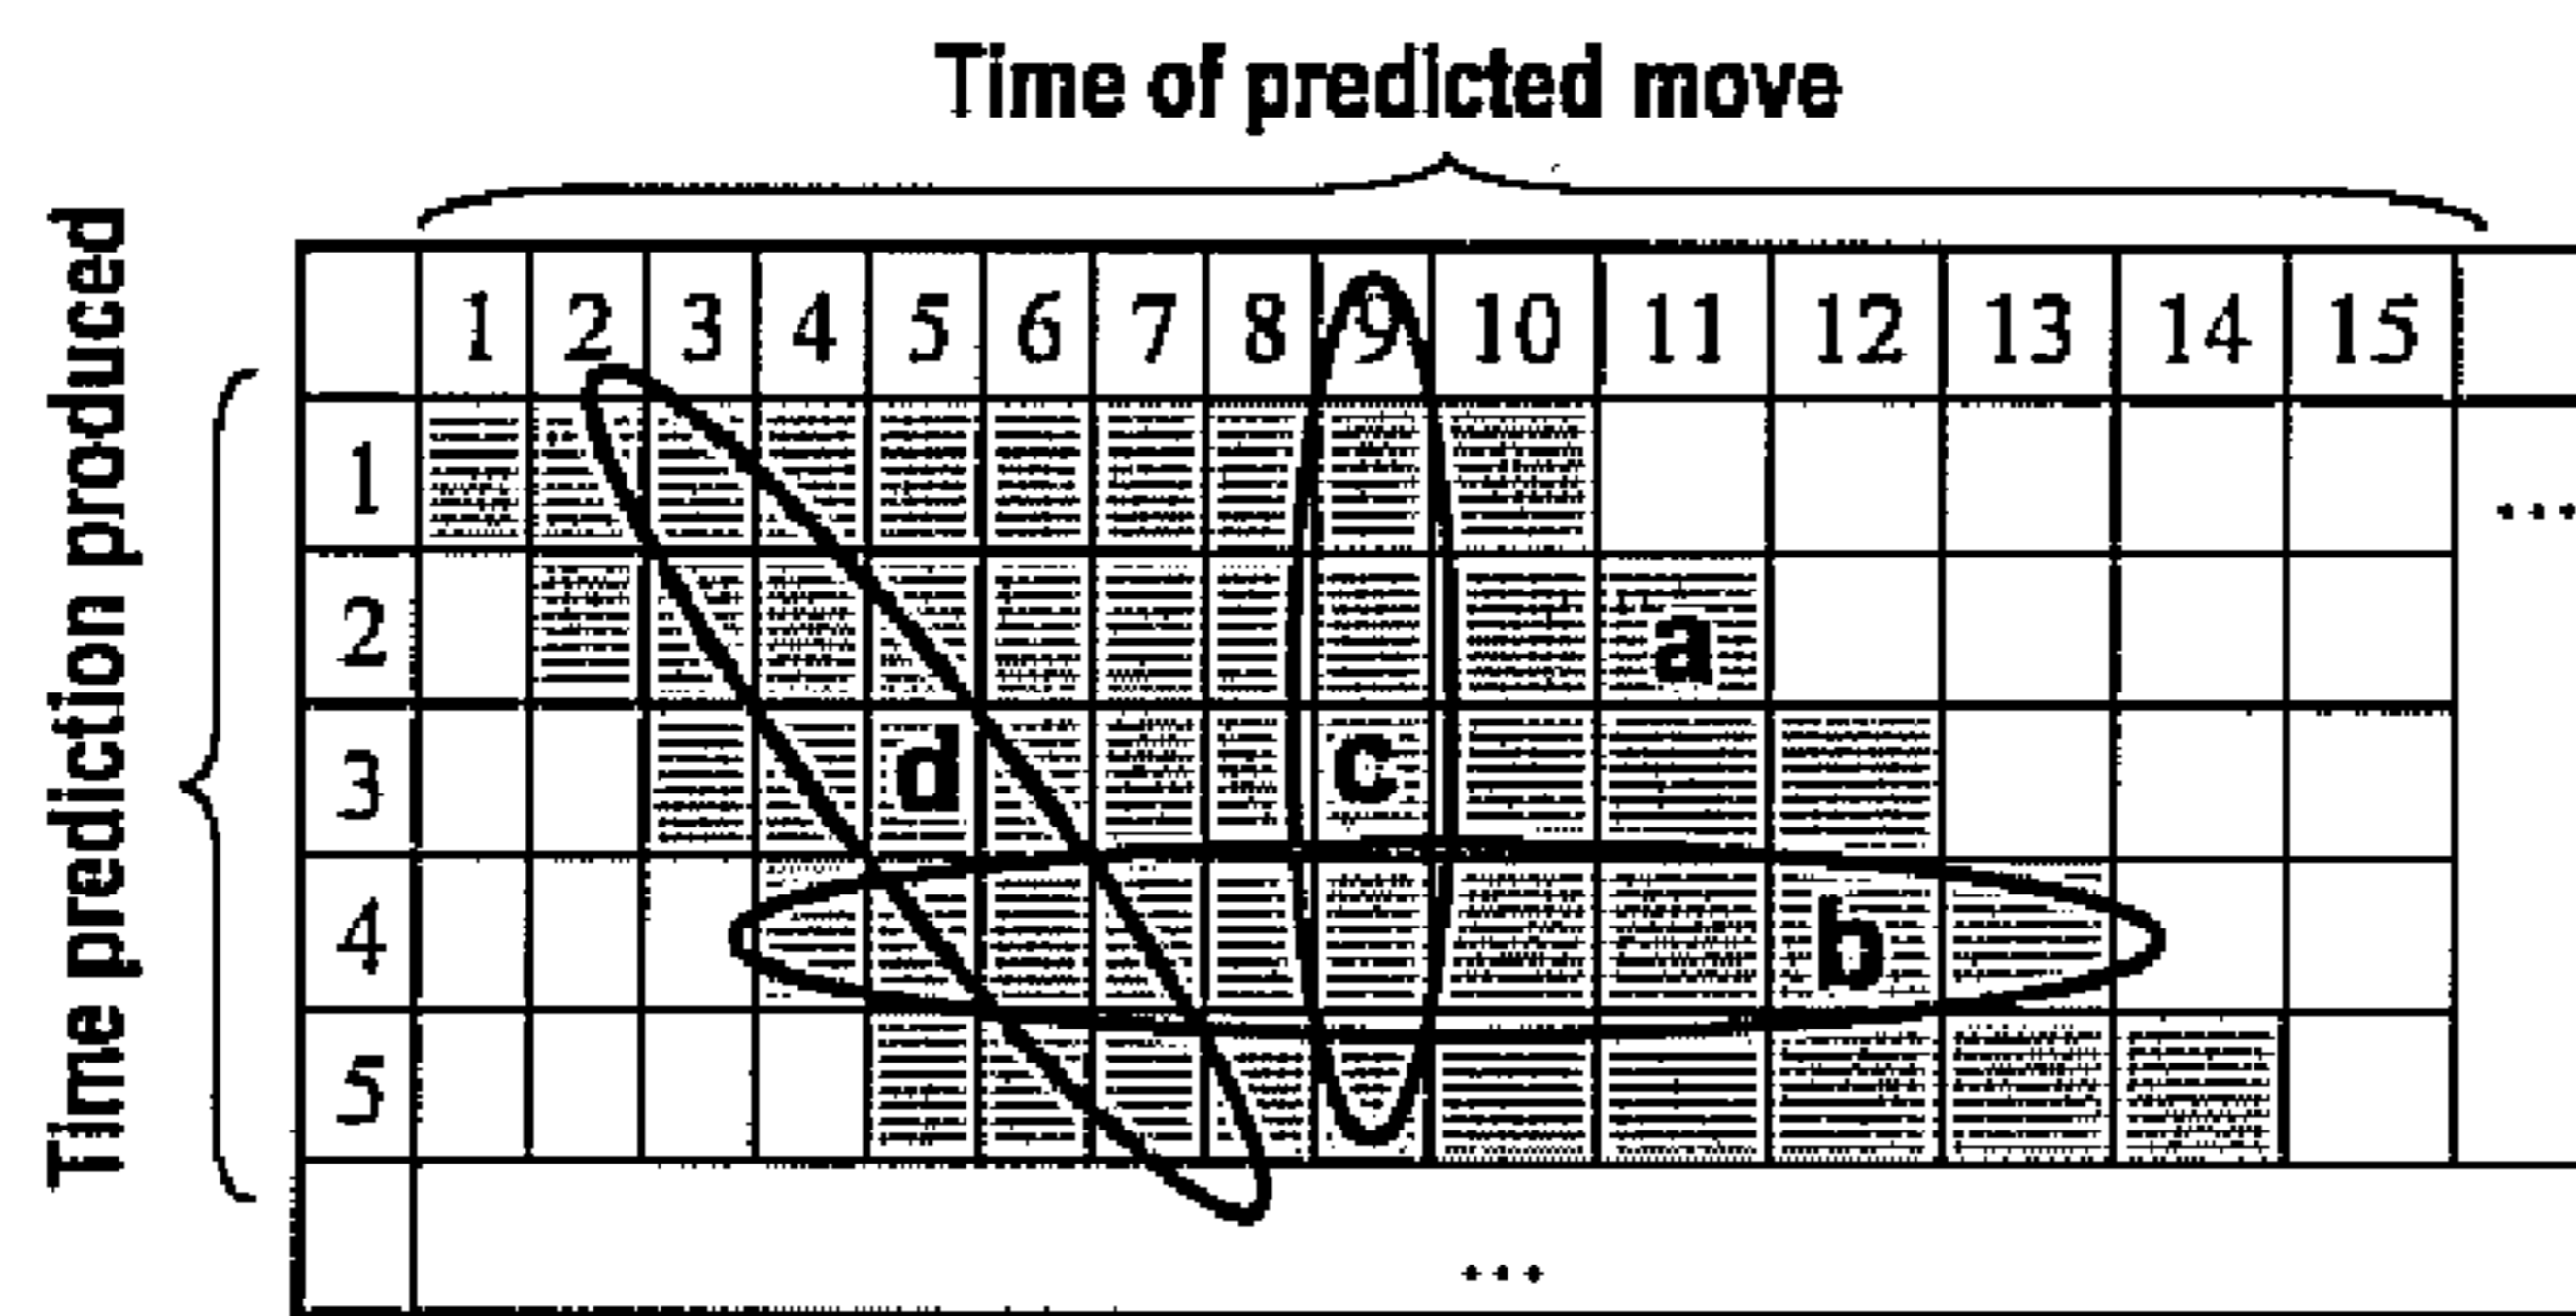 Time of predicted move
Time prediction produced
1 2 3 4 5 6 7 8 9 10 11 12 13 14 15
1 ...
2 a
3 d c
4 b
5
...